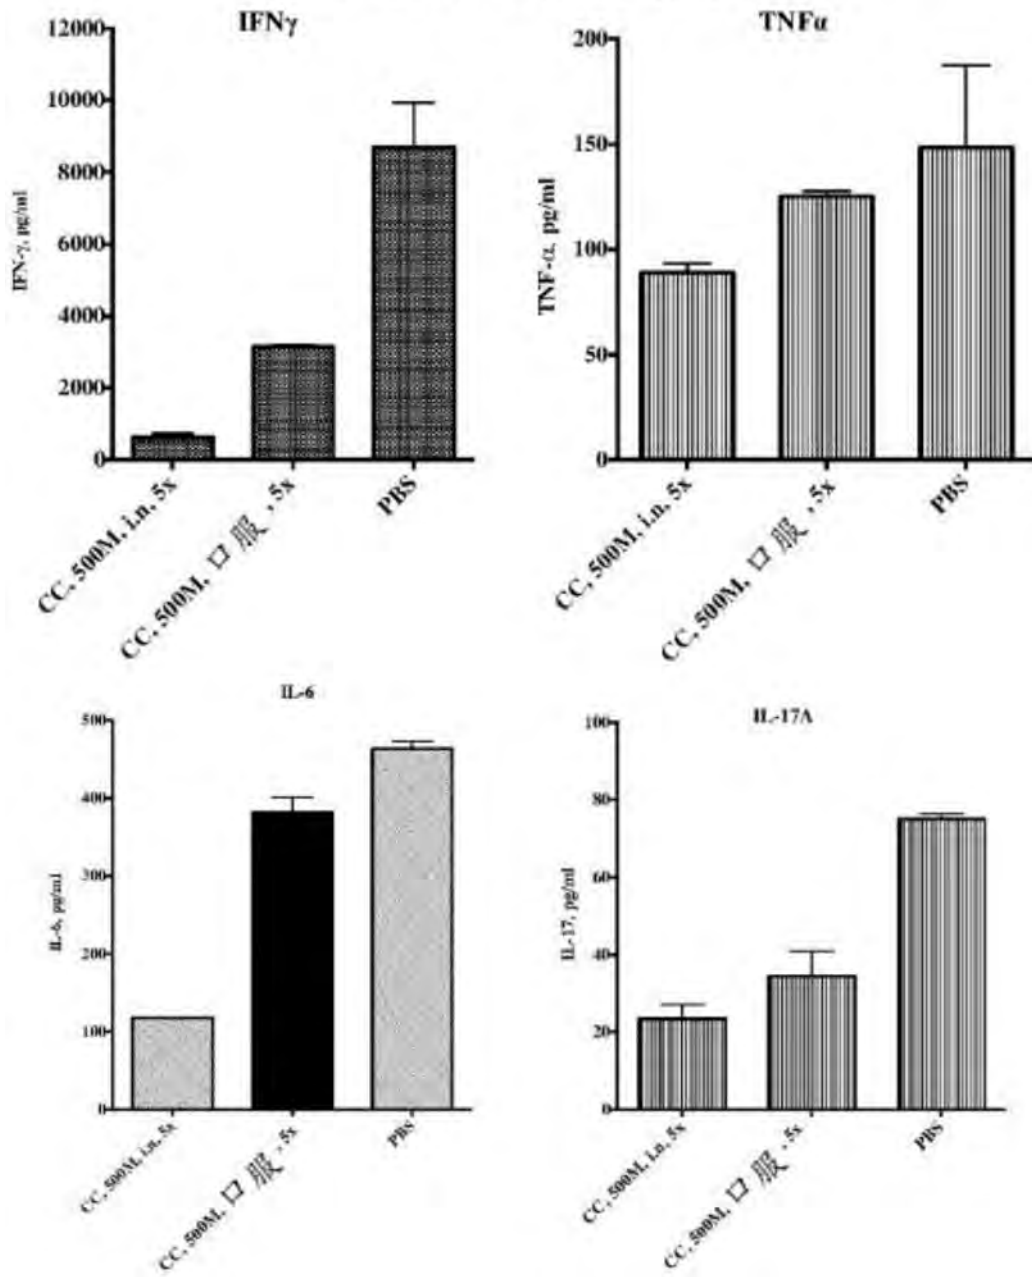 IFNγ
12000
10000
8000
6000
4000
2000
0
IFN-γ, pg/ml
CC, 500M, i.n, 5x
CC, 500M, 口服, 5x
PBS
TNFα
200
150
100
50
0
TNF-α, pg/ml
CC, 500M, i.n, 5x
CC, 500M, 口服, 5x
PBS
IL-6
500
400
300
200
100
0
IL-6, pg/ml
CC, 500M, i.n, 5x
CC, 500M, 口服, 5x
PBS
IL-17A
100
80
60
40
20
0
IL-17, pg/ml
CC, 500M, i.n, 5x
CC, 500M, 口服, 5x
PBS